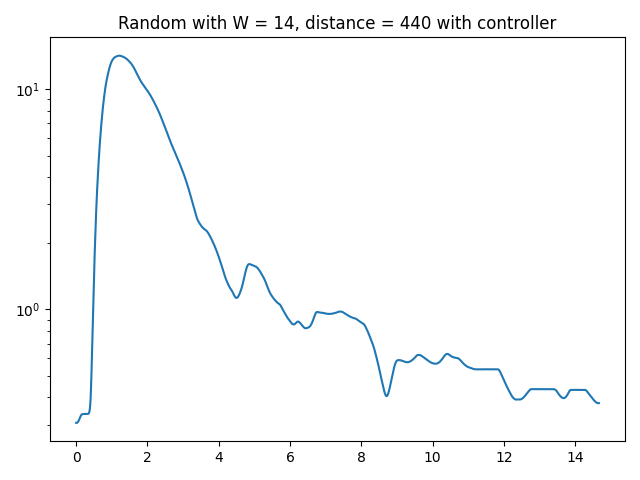 Random with W = 14, distance = 440 with controller
10¹
10⁰
0 2 4 6 8 10 12 14